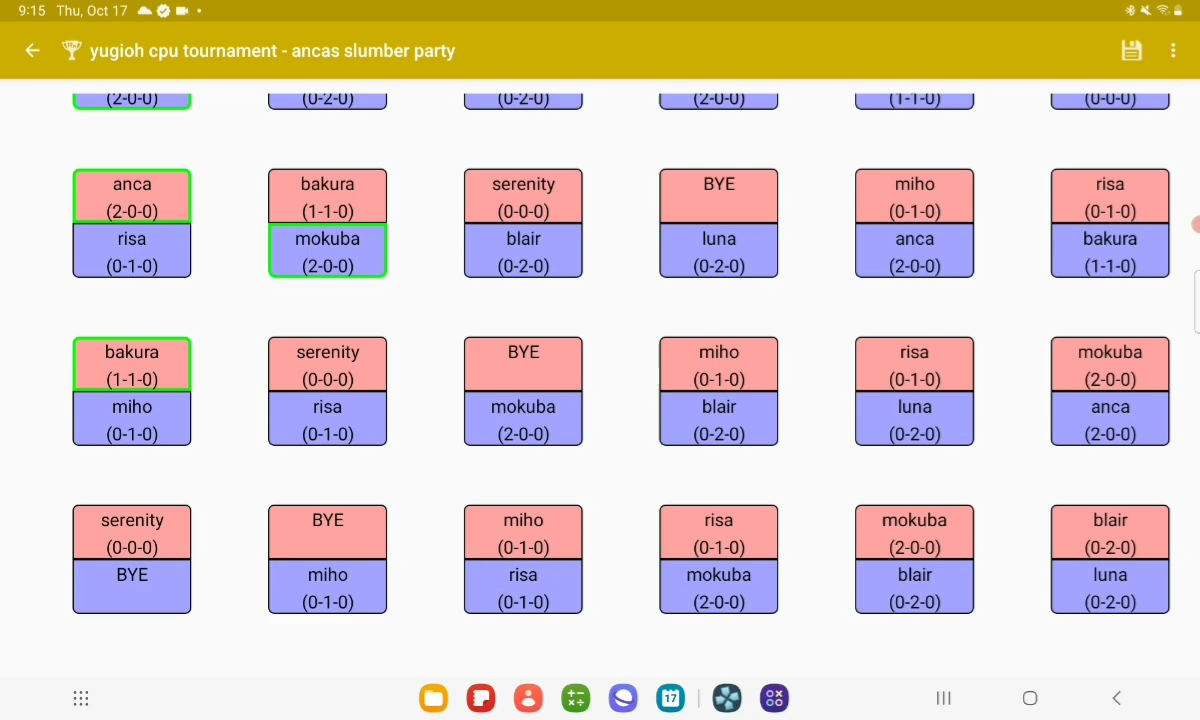 9:15 Thu, Oct 17
yugioh cpu tournament - ancas slumber party
(2-0-0) (0-2-0) (0-2-0) (2-0-0) (1-1-0) (0-0-0)
anca bakura serenity BYE miho risa
(2-0-0) (1-1-0) (0-0-0) (0-1-0) (0-1-0)
risa mokuba blair luna anca bakura
(0-1-0) (2-0-0) (0-2-0) (0-2-0) (2-0-0) (1-1-0)
bakura serenity BYE miho risa mokuba
(1-1-0) (0-0-0) (0-1-0) (0-1-0) (2-0-0)
miho risa mokuba blair luna anca
(0-1-0) (0-1-0) (2-0-0) (0-2-0) (0-2-0) (2-0-0)
serenity BYE miho risa mokuba blair
(0-0-0) (0-1-0) (0-1-0) (2-0-0) (0-2-0)
BYE miho risa mokuba blair luna
(0-1-0) (0-1-0) (2-0-0) (0-2-0) (0-2-0)
17